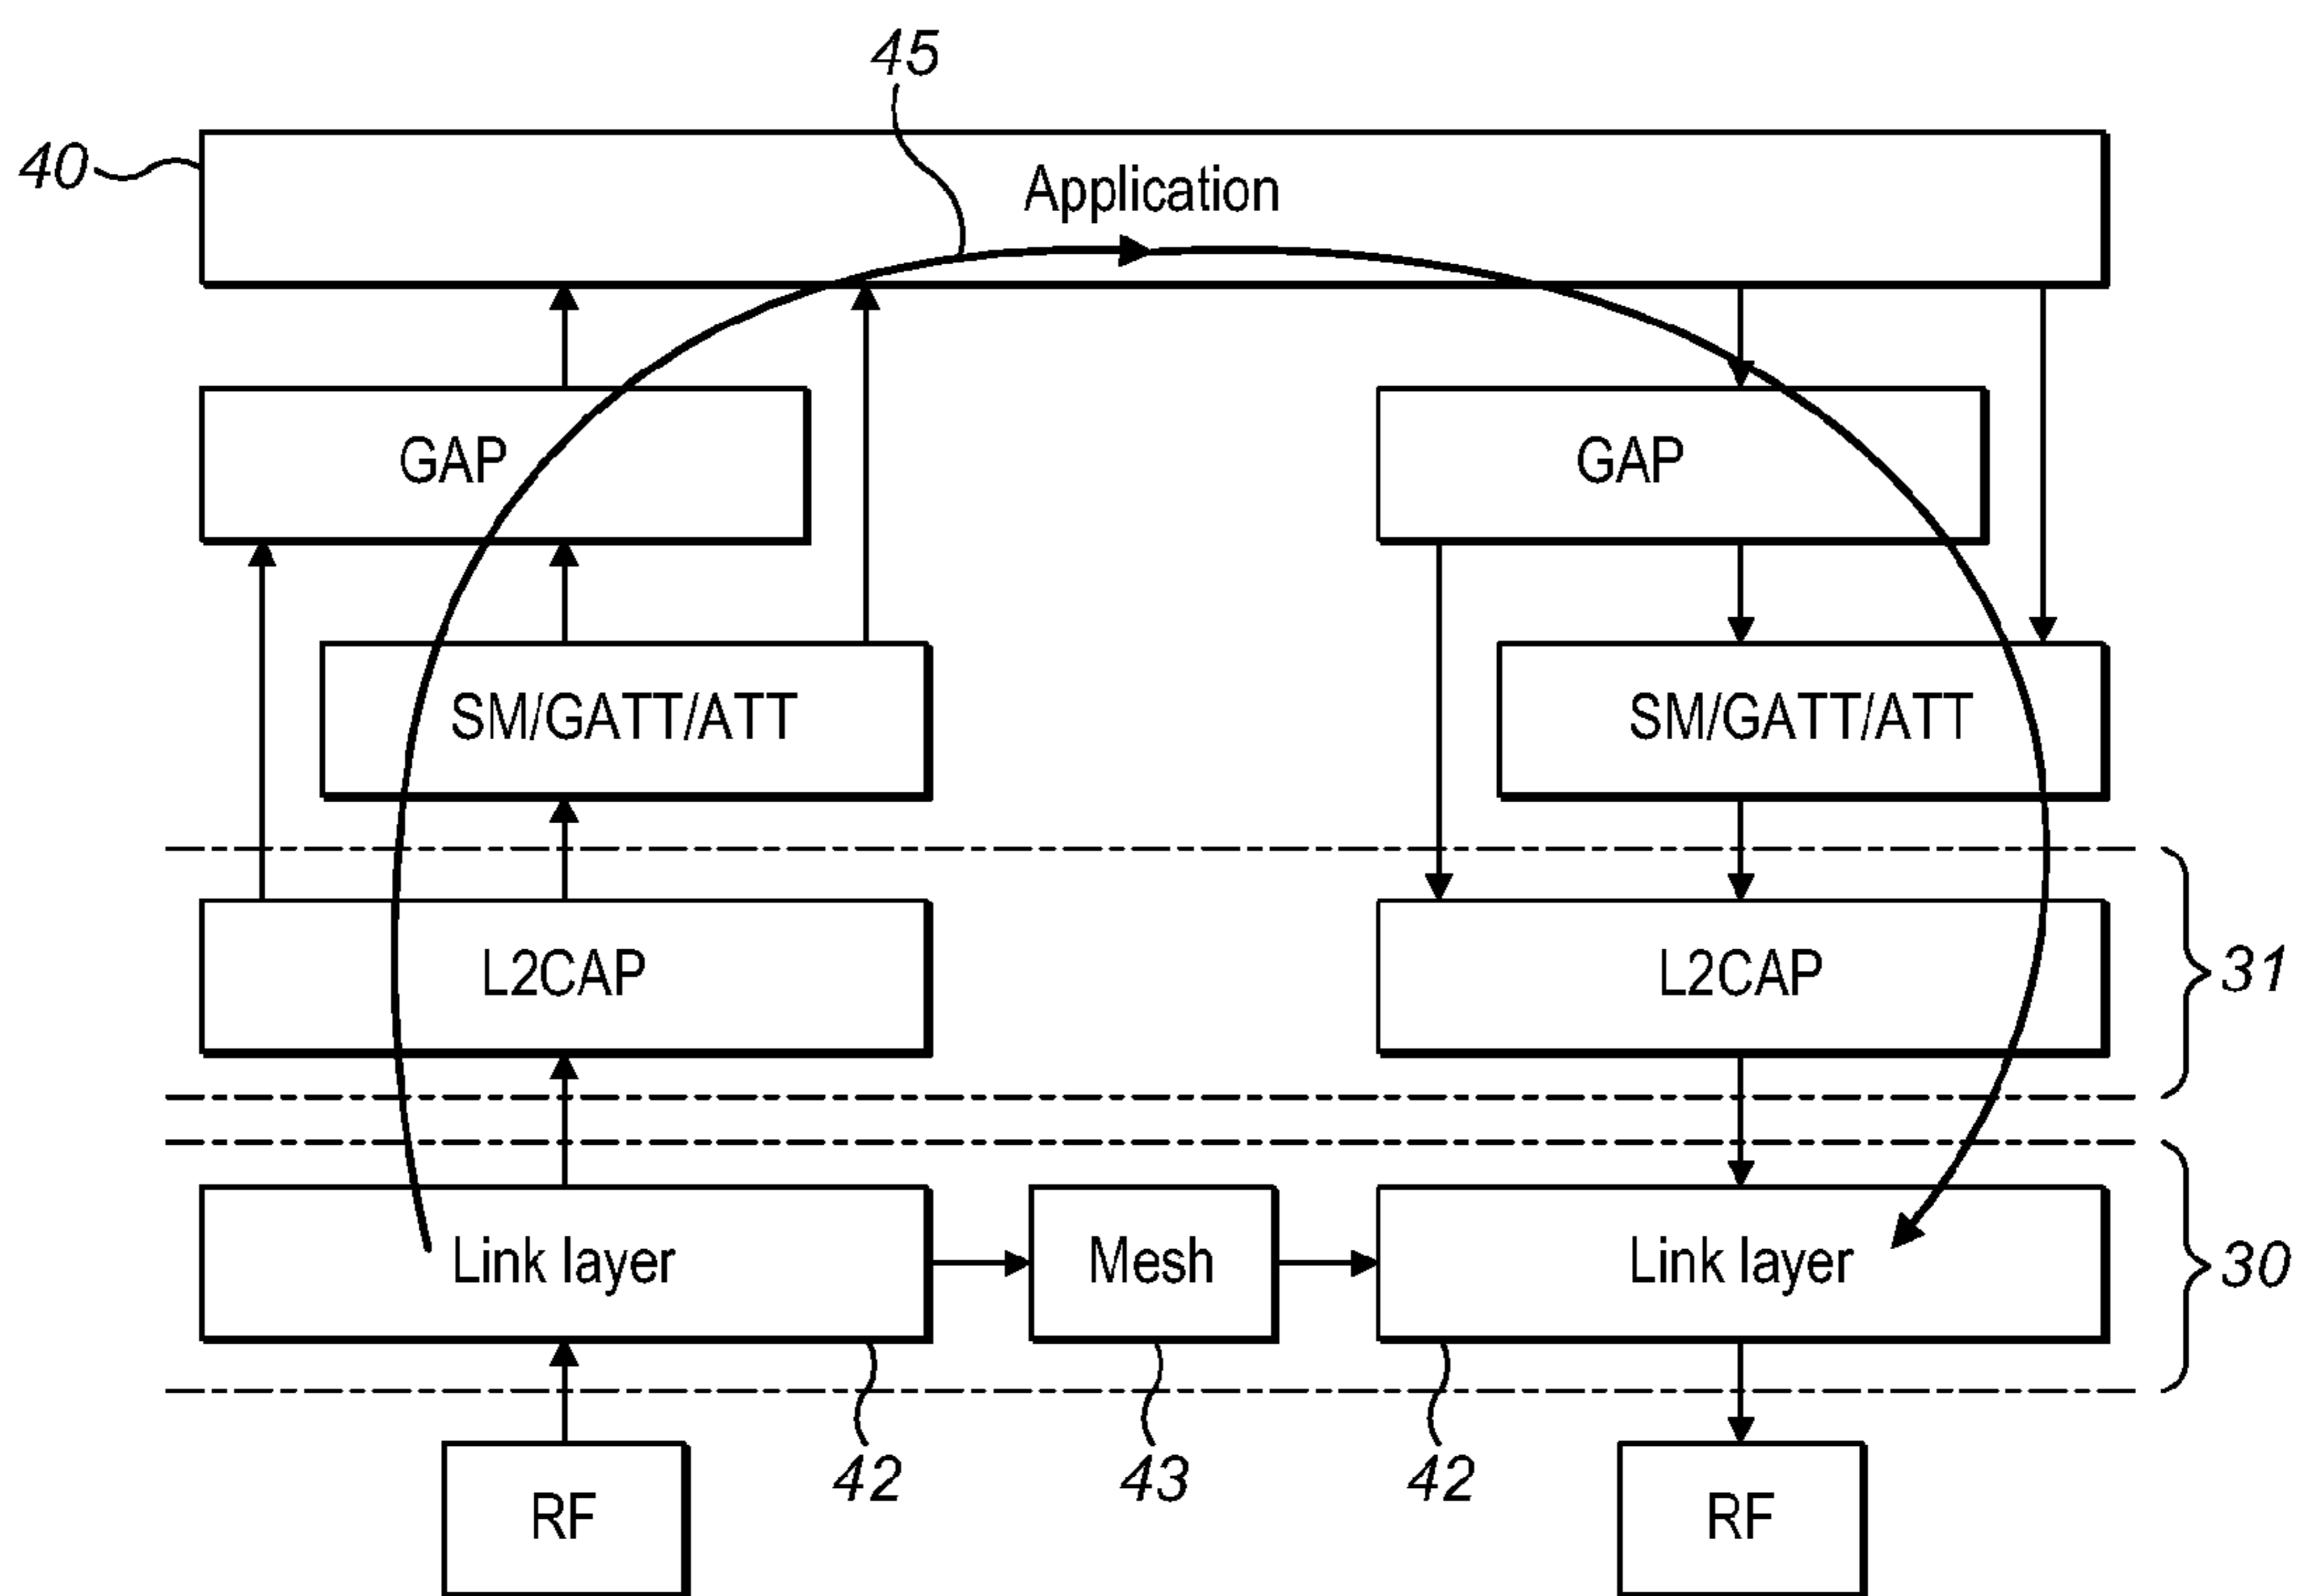 45
40
Application
GAP GAP
SM/GATT/ATT SM/GATT/ATT
L2CAP L2CAP
31
Link layer Mesh Link layer
30
42 43 42
RF RF